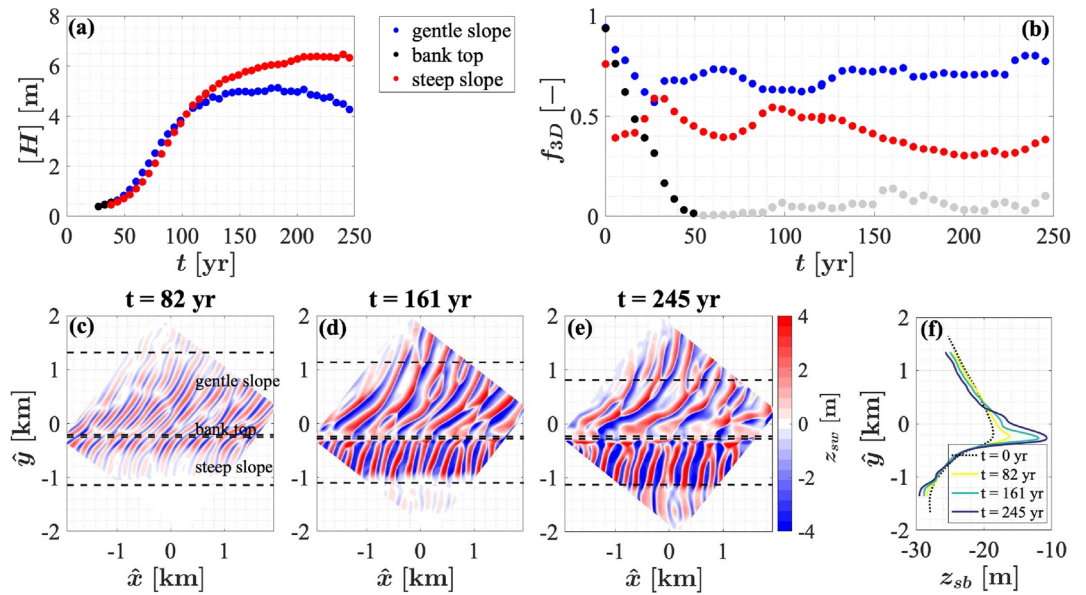 (a)
[H] [m]
8
6
4
2
0
0 50 100 150 200 250
t [yr]
gentle slope
bank top
steep slope
(b)
f3D [−]
1
0.5
0
0 50 100 150 200 250
t [yr]
t = 82 yr
(c)
ŷ [km]
2
1
0
-1
-2
gentle slope
bank top
steep slope
-1 0 1
x̂ [km]
t = 161 yr
(d)
2
1
0
-1
-2
-1 0 1
x̂ [km]
t = 245 yr
(e)
2
1
0
-1
-2
-1 0 1
x̂ [km]
4
2
0
-2
-4
zsw [m]
(f)
ŷ [km]
2
1
0
-1
-2
t = 0 yr
t = 82 yr
t = 161 yr
t = 245 yr
-30 -20 -10
zsb [m]